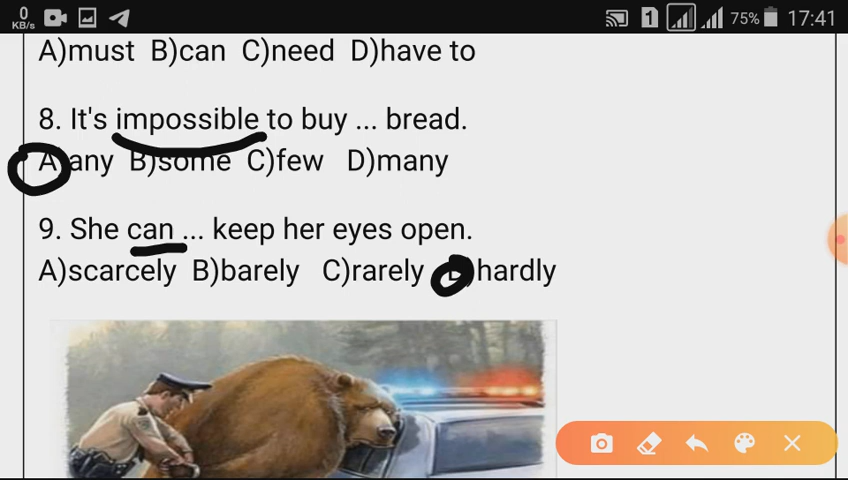 0
KB/s
1
75%
17:41
A)must B)can C)need D)have to
8. It's impossible to buy ... bread.
A)any B)some C)few D)many
9. She can ... keep her eyes open.
A)scarcely B)barely C)rarely D)hardly